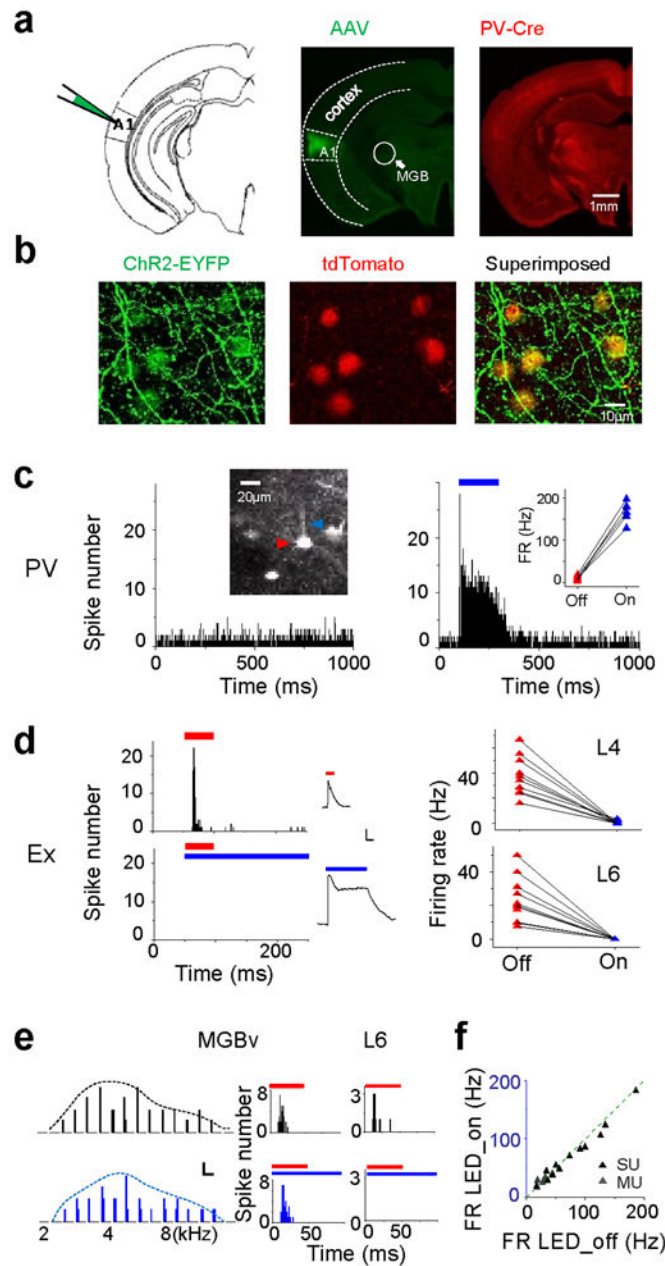 a
AAV
PV-Cre
A1
cortex
A1
MGB
1mm
b
ChR2-EYFP
tdTomato
Superimposed
10μm
c
PV
Spike number
20
10
0
20μm
0
500
1000
Time (ms)
20
10
0
FR (Hz)
200
100
0
Off
On
0
500
1000
Time (ms)
d
Ex
Spike number
20
10
0
20
10
0
0
200
Time (ms)
Firing rate (Hz)
L4
40
0
L6
40
0
Off
On
e
MGBv
L6
2
4
8(kHz)
Spike number
8
0
3
0
8
0
3
0
0
50
0
50
Time (ms)
f
FR LED_on (Hz)
200
100
0
SU
MU
0
100
200
FR LED_off (Hz)